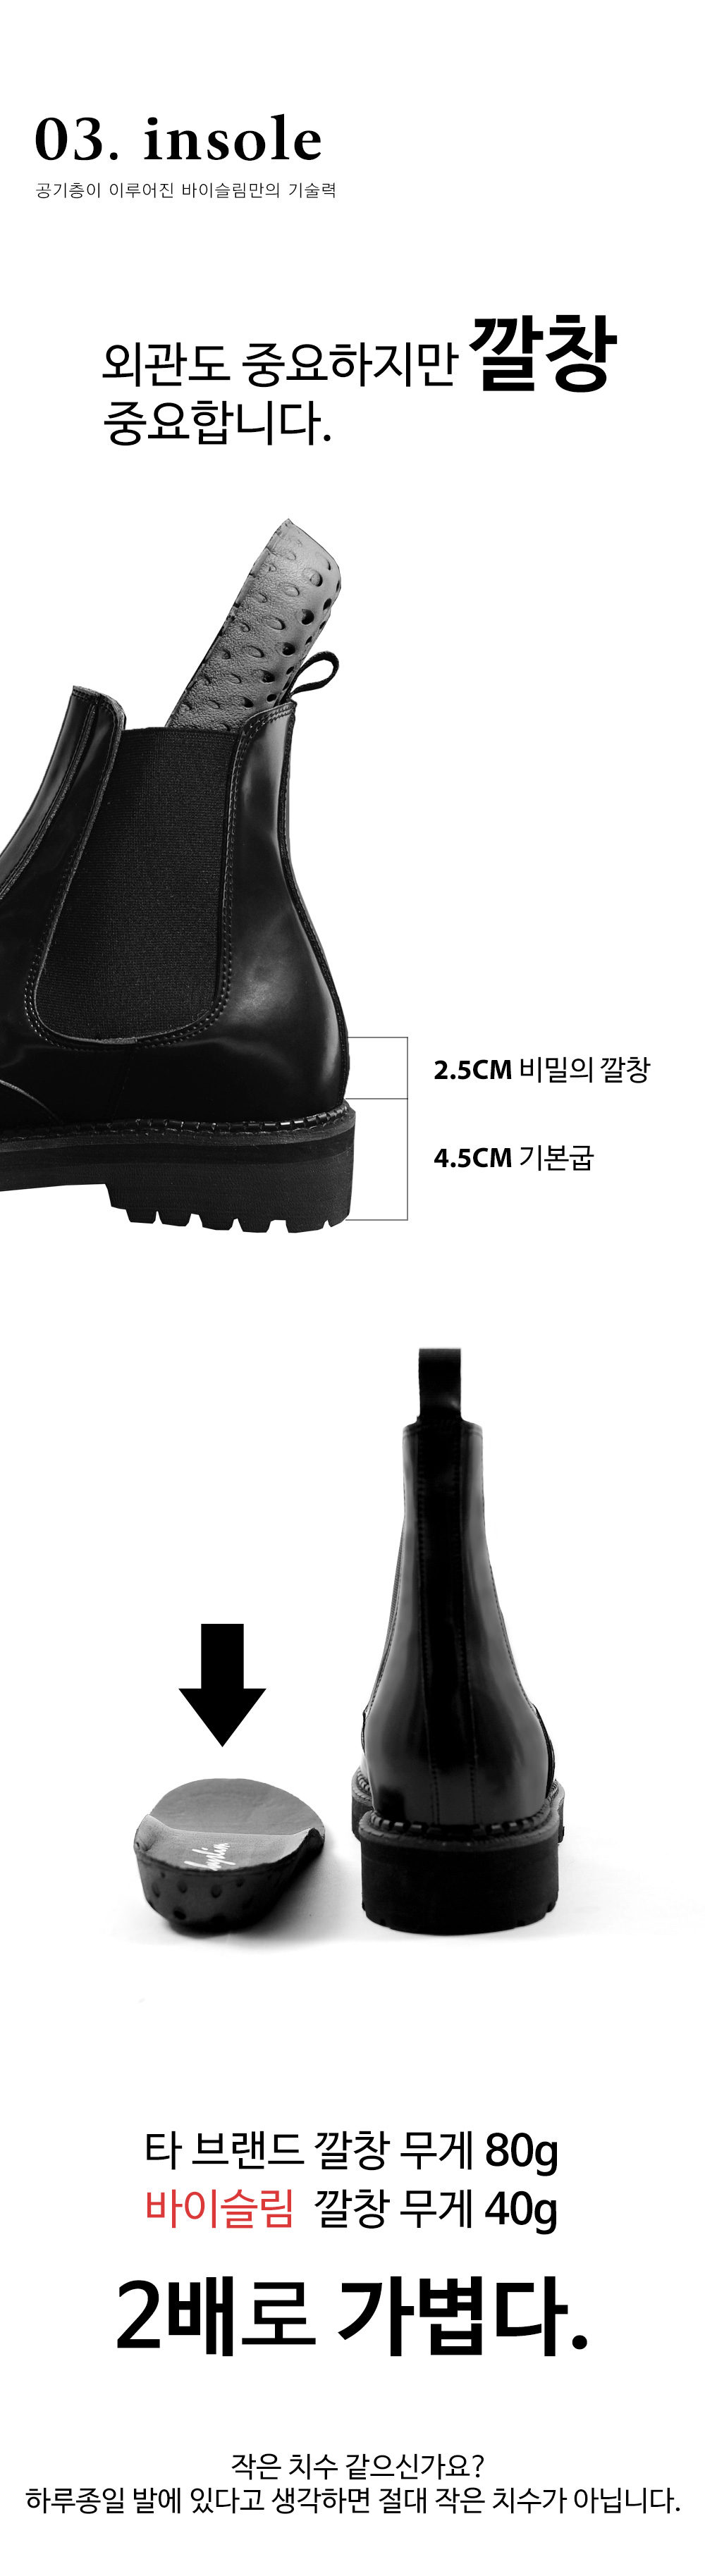 03. insole
공기층이 이루어진 바이슬림만의 기술력
외관도 중요하지만 깔창
중요합니다.
2.5CM 비밀의 깔창
4.5CM 기본굽
타 브랜드 깔창 무게 80g
바이슬림 깔창 무게 40g
2배로 가볍다.
작은 치수 같으신가요?
하루종일 발에 있다고 생각하면 절대 작은 치수가 아닙니다.